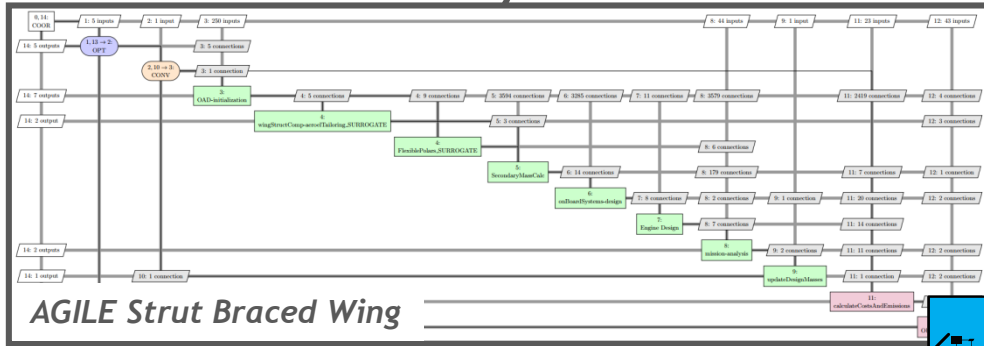 0, 14:
COOR
1: 5 inputs
2: 1 input
3: 250 inputs
8: 44 inputs
9: 1 input
11: 23 inputs
12: 43 inputs
14: 5 outputs
1, 13 → 2:
OPT
3: 5 connections
2, 10 → 3:
CONV
3: 1 connection
14: 7 outputs
3:
OAD-initialization
4: 5 connections
4: 9 connections
5: 3594 connections
6: 3285 connections
7: 11 connections
8: 3570 connections
11: 2419 connections
12: 4 connections
14: 2 output
4:
wingStructComp-aeroelTailoring_SURROGATE
5: 3 connections
12: 3 connections
4:
FlexiblePolars_SURROGATE
8: 6 connections
5:
SecondaryMassCalc
6: 14 connections
8: 179 connections
11: 7 connections
12: 1 connection
6:
onBoardSystems-design
7: 8 connections
8: 2 connections
9: 1 connection
11: 20 connections
12: 2 connections
7:
Engine Design
8: 7 connections
11: 14 connections
14: 2 outputs
8:
mission-analysis
9: 2 connections
11: 11 connections
12: 2 connections
14: 1 output
10: 1 connection
9:
updateDesignMasses
11: 1 connection
12: 2 connections
11:
calculateCostsAndEmissions
AGILE Strut Braced Wing